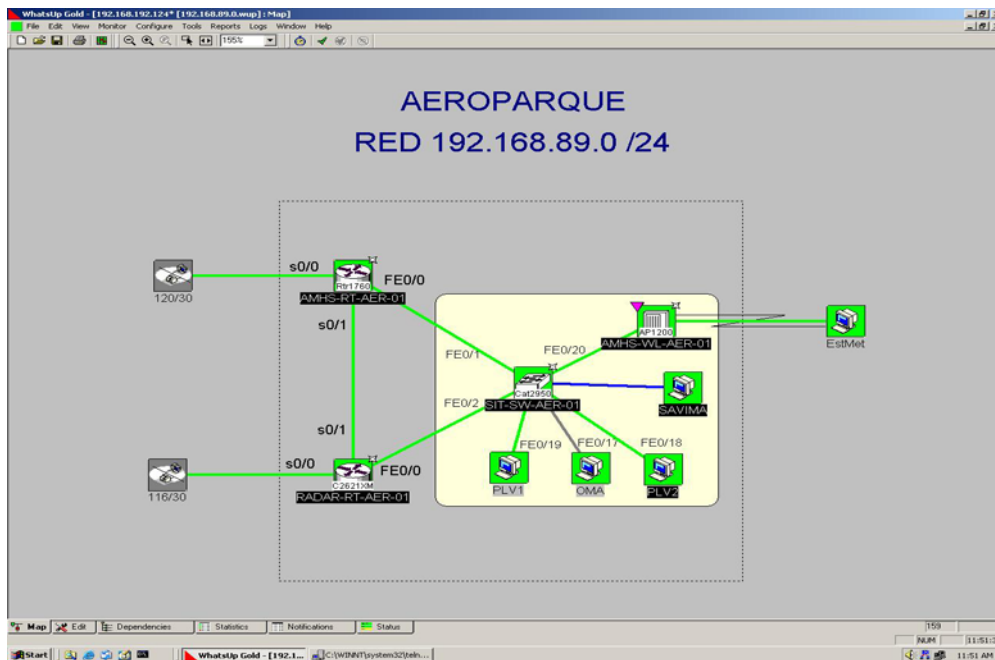 WhatsUp Gold - [192.168.192.124* [192.168.89.0.wup] : Map]
File Edit View Monitor Configure Tools Reports Logs Window Help
155%
AEROPARQUE
RED 192.168.89.0 /24
s0/0
Rtr1760
FE0/0
120/30
AMHS-RT-AER-01
s0/1
AP1200
FE0/20
AMHS-WL-AER-01
EstMet
FE0/1
Cat2950
FE0/2
SIT-SW-AER-01
SAVIMA
s0/1
FE0/19
FE0/17
FE0/18
s0/0
C2621XM
FE0/0
116/30
RADAR-RT-AER-01
PLV1
OMA
PLV2
Map Edit Dependencies Statistics Notifications Status
159
NUM 11:51:
Start WhatsUp Gold - [192.1... C:\WINNT\system32\teln... 11:51 AM